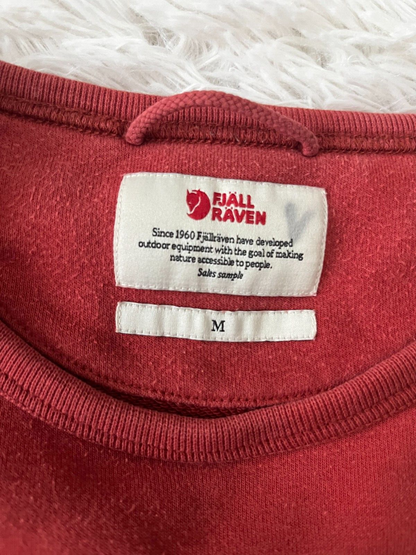 FJÄLL
RÄVEN
Since 1960 Fjällräven have developed
outdoor equipment with the goal of making
nature accessible to people.
Sales sample
M